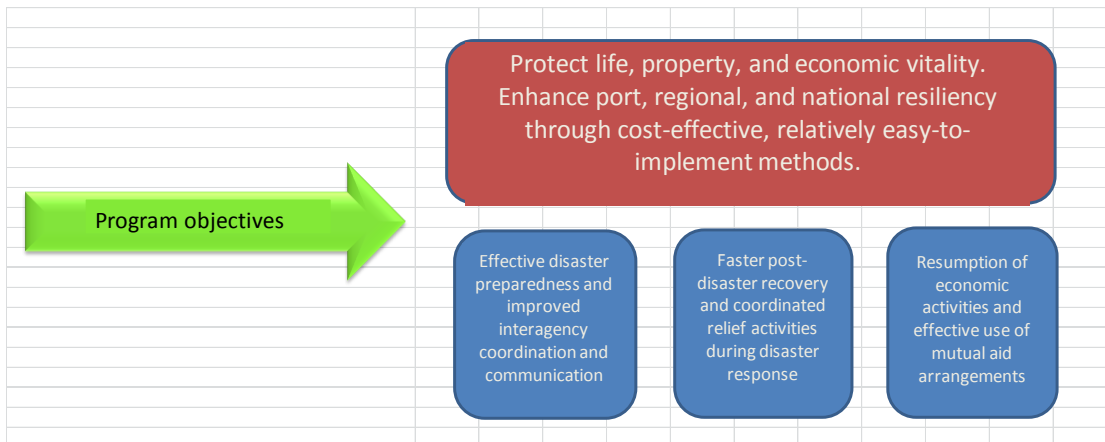 Protect life, property, and economic vitality.
Enhance port, regional, and national resiliency
through cost-effective, relatively easy-to-
implement methods.
Program objectives
Effective disaster
preparedness and
improved
interagency
coordination and
communication
Faster post-
disaster recovery
and coordinated
relief activities
during disaster
response
Resumption of
economic
activities and
effective use of
mutual aid
arrangements